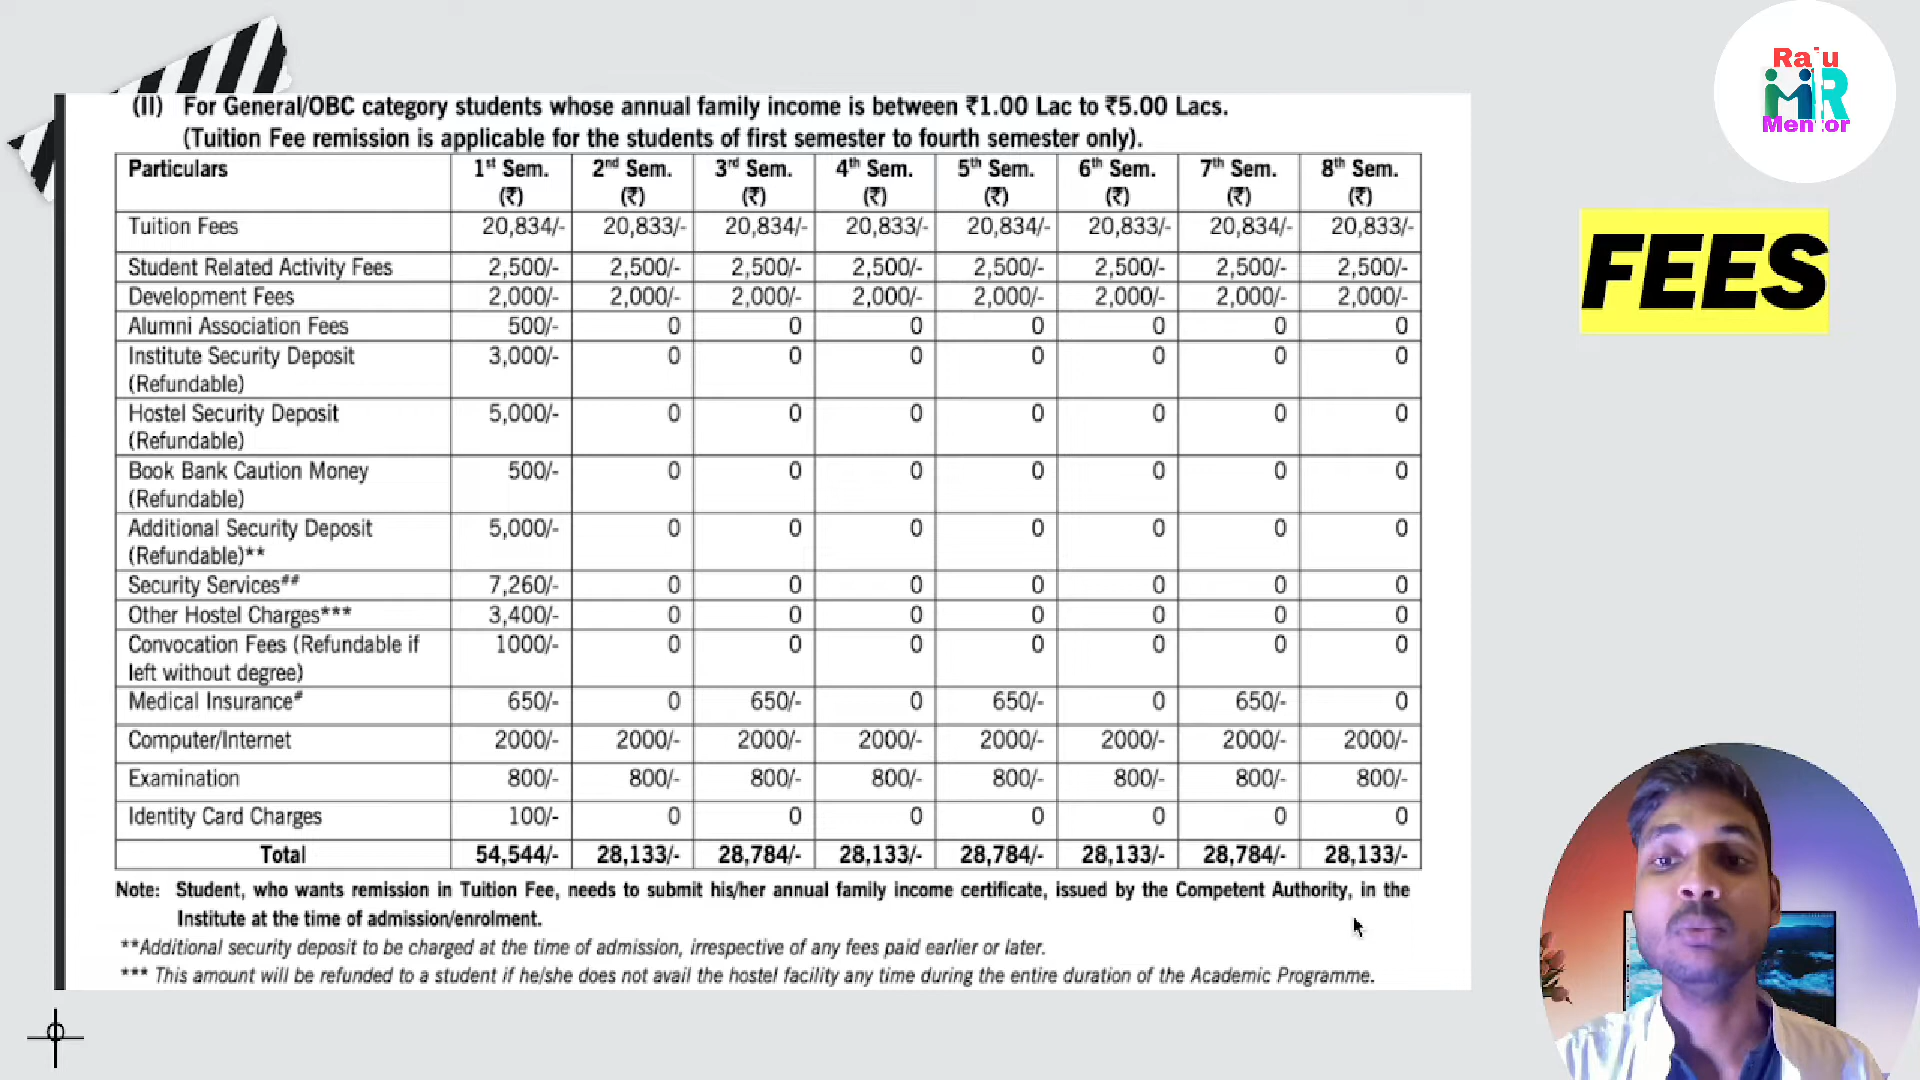 (II) For General/OBC category students whose annual family income is between ₹1.00 Lac to ₹5.00 Lacs.
(Tuition Fee remission is applicable for the students of first semester to fourth semester only).
Particulars 1st Sem. (₹) 2nd Sem. (₹) 3rd Sem. (₹) 4th Sem. (₹) 5th Sem. (₹) 6th Sem. (₹) 7th Sem. (₹) 8th Sem. (₹)
Tuition Fees 20,834/- 20,833/- 20,834/- 20,833/- 20,834/- 20,833/- 20,834/- 20,833/-
Student Related Activity Fees 2,500/- 2,500/- 2,500/- 2,500/- 2,500/- 2,500/- 2,500/- 2,500/-
Development Fees 2,000/- 2,000/- 2,000/- 2,000/- 2,000/- 2,000/- 2,000/- 2,000/-
Alumni Association Fees 500/- 0 0 0 0 0 0 0
Institute Security Deposit 3,000/- 0 0 0 0 0 0 0
(Refundable)
Hostel Security Deposit 5,000/- 0 0 0 0 0 0 0
(Refundable)
Book Bank Caution Money 500/- 0 0 0 0 0 0 0
(Refundable)
Additional Security Deposit 5,000/- 0 0 0 0 0 0 0
(Refundable)**
Security Services## 7,260/- 0 0 0 0 0 0 0
Other Hostel Charges*** 3,400/- 0 0 0 0 0 0 0
Convocation Fees (Refundable if 1000/- 0 0 0 0 0 0 0
left without degree)
Medical Insurance# 650/- 0 650/- 0 650/- 0 650/- 0
Computer/Internet 2000/- 2000/- 2000/- 2000/- 2000/- 2000/- 2000/- 2000/-
Examination 800/- 800/- 800/- 800/- 800/- 800/- 800/- 800/-
Identity Card Charges 100/- 0 0 0 0 0 0 0
Total 54,544/- 28,133/- 28,784/- 28,133/- 28,784/- 28,133/- 28,784/- 28,133/-
Note: Student, who wants remission in Tuition Fee, needs to submit his/her annual family income certificate, issued by the Competent Authority, in the
Institute at the time of admission/enrolment.
**Additional security deposit to be charged at the time of admission, irrespective of any fees paid earlier or later.
*** This amount will be refunded to a student if he/she does not avail the hostel facility any time during the entire duration of the Academic Programme.
FEES
Raju
MR
Mentor